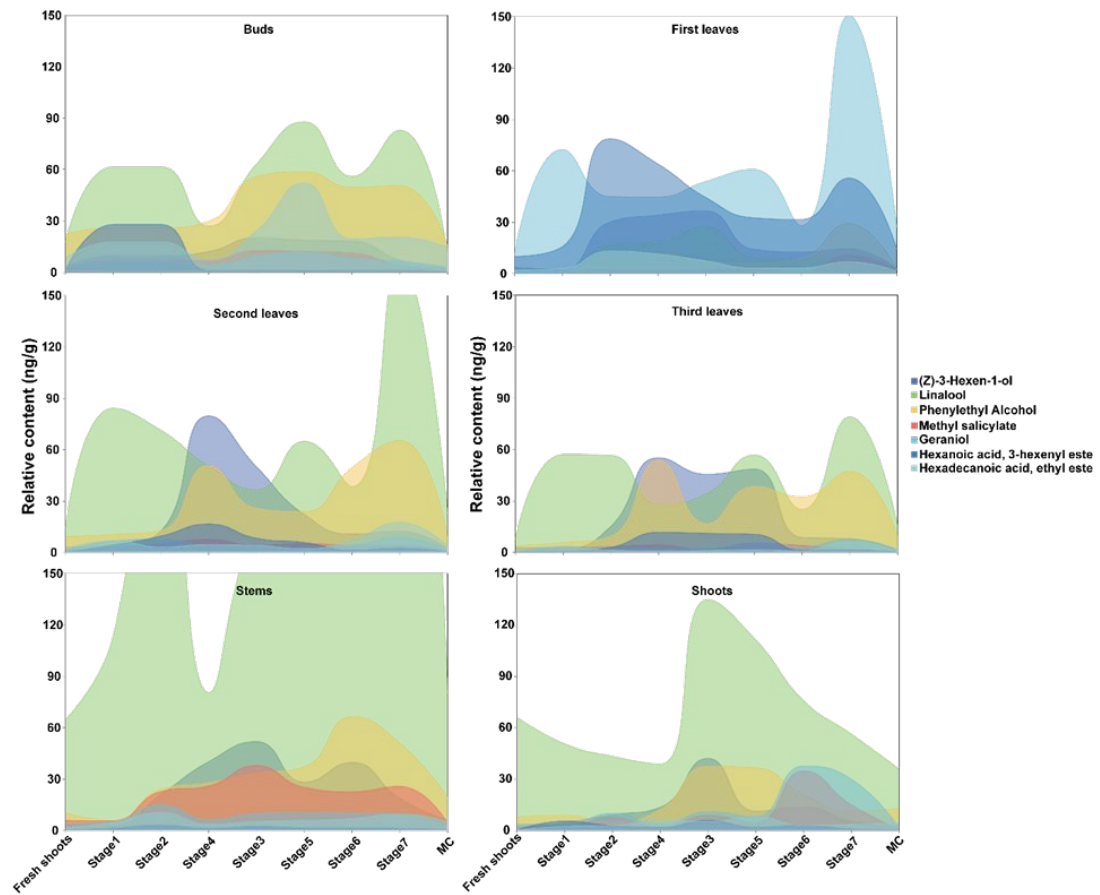 150
120
90
60
30
0
Buds
150
120
90
60
30
0
First leaves
Relative content (ng/g)
150
120
90
60
30
0
Second leaves
Relative content (ng/g)
150
120
90
60
30
0
Third leaves
(Z)-3-Hexen-1-ol
Linalool
Phenylethyl Alcohol
Methyl salicylate
Geraniol
Hexanoic acid, 3-hexenyl este
Hexadecanoic acid, ethyl este
150
120
90
60
30
0
Stems
Fresh shoots
Stage1
Stage2
Stage4
Stage3
Stage5
Stage6
Stage7
MC
150
120
90
60
30
0
Shoots
Fresh shoots
Stage1
Stage2
Stage4
Stage3
Stage5
Stage6
Stage7
MC